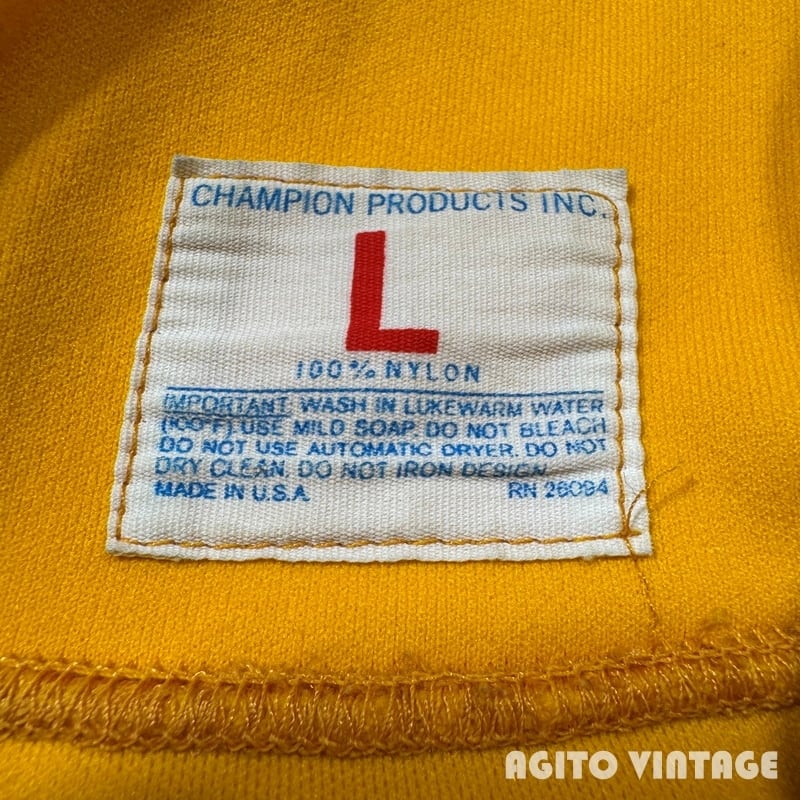 CHAMPION PRODUCTS INC.
L
100% NYLON
IMPORTANT: WASH IN LUKEWARM WATER
(100°F) USE MILD SOAP. DO NOT BLEACH
DO NOT USE AUTOMATIC DRYER. DO NOT
DRY CLEAN. DO NOT IRON DESIGN.
MADE IN U.S.A. RN 26094
AGITO VINTAGE